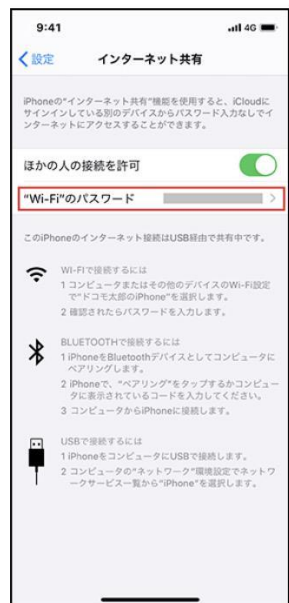 9:41
4G
設定
インターネット共有
iPhoneの"インターネット共有"機能を使用すると、iCloudに
サインインしている別のデバイスからパスワード入力なしでイ
ンターネットにアクセスすることができます。
ほかの人の接続を許可
"Wi-Fi"のパスワード
このiPhoneのインターネット接続はUSB経由で共有中です。
WI-FIで接続するには
1 コンピュータまたはその他のデバイスのWi-Fi設定
で"ドコモ太郎のiPhone"を選択します。
2 確認されたらパスワードを入力します。
BLUETOOTHで接続するには
1 iPhoneをBluetoothデバイスとしてコンピュータに
ペアリングします。
2 iPhoneで、"ペアリング"をタップするかコンピュー
タに表示されているコードを入力してください。
3 コンピュータからiPhoneに接続します。
USBで接続するには
1 iPhoneをコンピュータにUSBで接続します。
2 コンピュータの"ネットワーク"環境設定でネットワ
ークサービス一覧から"iPhone"を選択します。